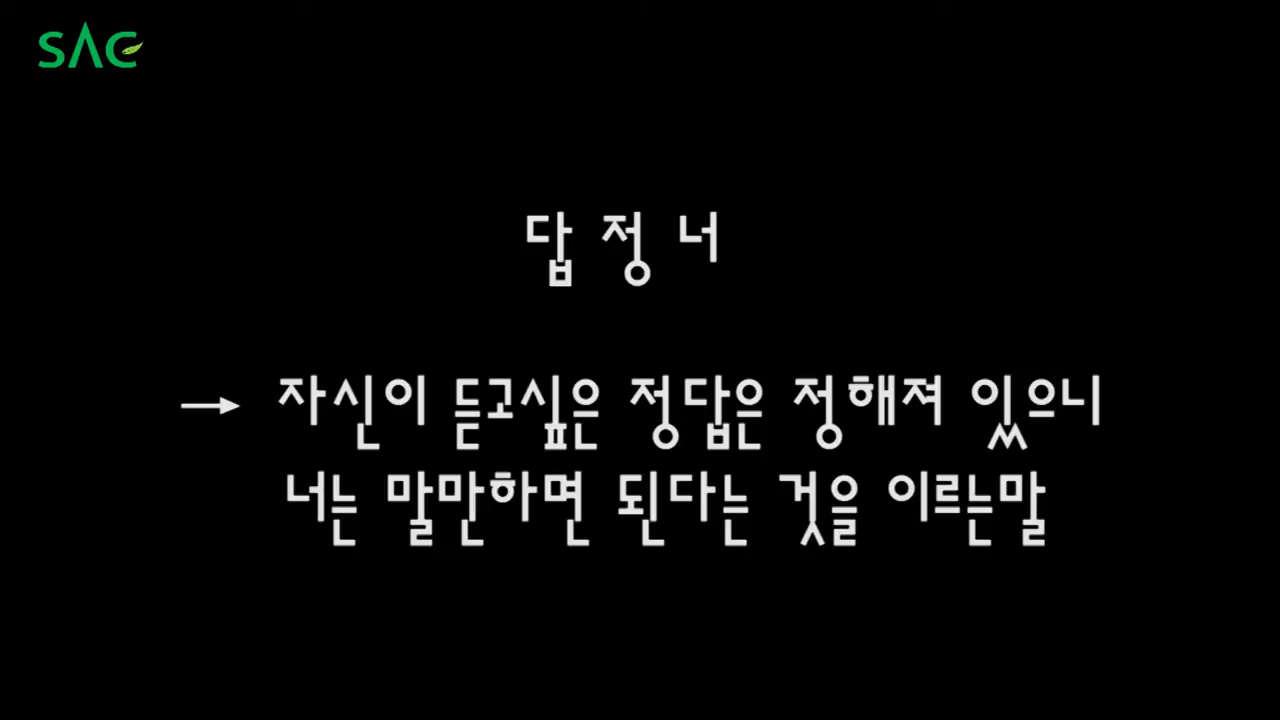 SAC
답 정 너
→ 자신이 듣고싶은 정답은 정해져 있으니
너는 말만하면 된다는 것을 이르는말